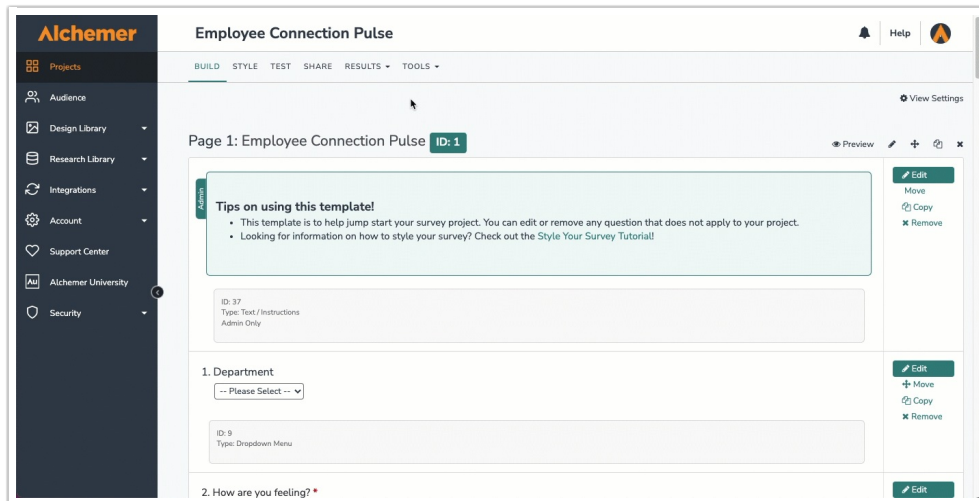 Alchemer
Employee Connection Pulse
Help
Projects
BUILD STYLE TEST SHARE RESULTS TOOLS
Audience
View Settings
Design Library
Page 1: Employee Connection Pulse ID: 1
Preview
Research Library
Integrations
Account
Support Center
Au Alchemer University
Security
Admin
Tips on using this template!
This template is to help jump start your survey project. You can edit or remove any question that does not apply to your project.
Looking for information on how to style your survey? Check out the Style Your Survey Tutorial!
Edit
Move
Copy
Remove
ID: 37
Type: Text / Instructions
Admin Only
1. Department
-- Please Select --
Edit
Move
Copy
Remove
ID: 9
Type: Dropdown Menu
2. How are you feeling? *
Edit